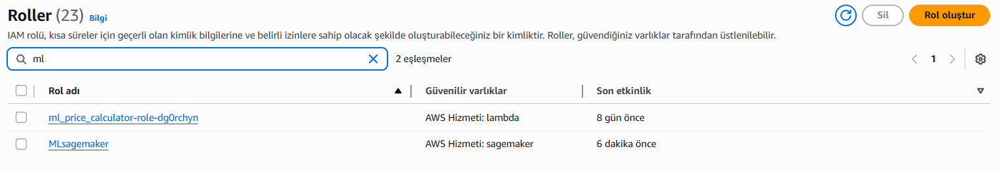 Roller (23) Bilgi
Sil
Rol oluştur
IAM rolü, kısa süreler için geçerli olan kimlik bilgilerine ve belirli izinlere sahip olacak şekilde oluşturabileceğiniz bir kimliktir. Roller, güvendiğiniz varlıklar tarafından üstlenilebilir.
ml
2 eşleşmeler
1
Rol adı Güvenilir varlıklar Son etkinlik
ml_price_calculator-role-dg0rchyn AWS Hizmeti: lambda 8 gün önce
MLsagemaker AWS Hizmeti: sagemaker 6 dakika önce